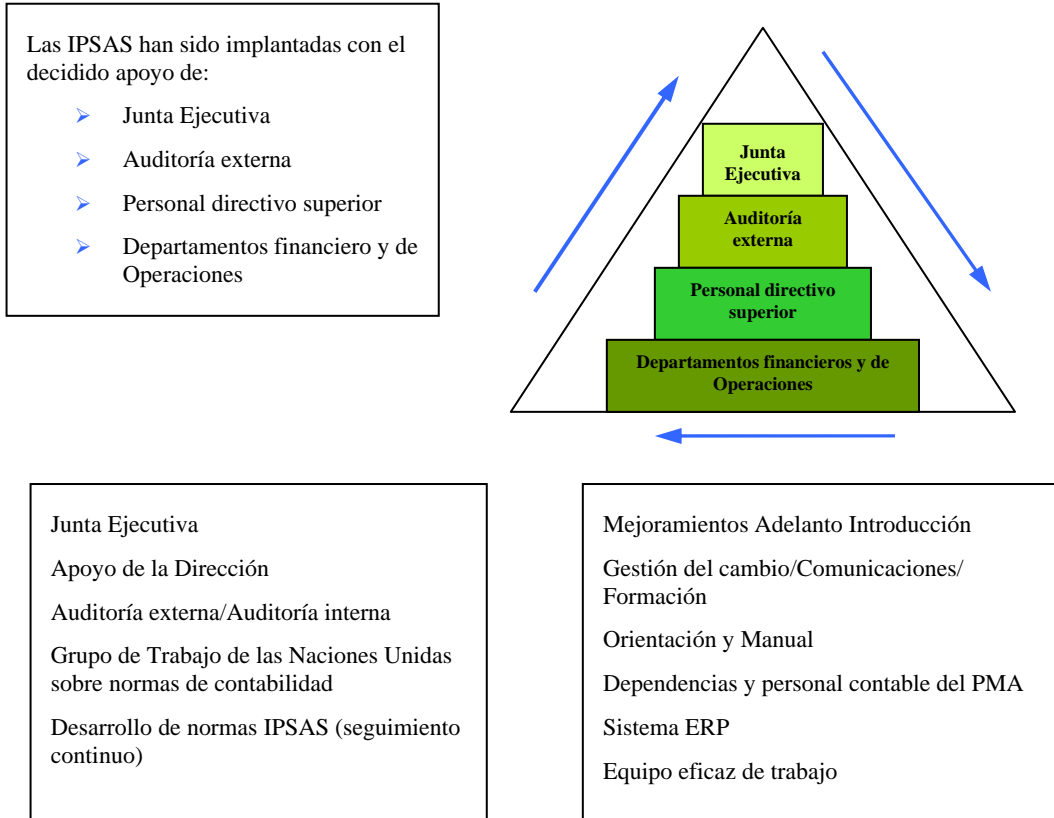 Las IPSAS han sido implantadas con el
decidido apoyo de:
➢ Junta Ejecutiva
➢ Auditoría externa
➢ Personal directivo superior
➢ Departamentos financiero y de
Operaciones
Junta
Ejecutiva
Auditoría
externa
Personal directivo
superior
Departamentos financieros y de
Operaciones
Junta Ejecutiva
Apoyo de la Dirección
Auditoría externa/Auditoría interna
Grupo de Trabajo de las Naciones Unidas
sobre normas de contabilidad
Desarrollo de normas IPSAS (seguimiento
continuo)
Mejoramientos Adelanto Introducción
Gestión del cambio/Comunicaciones/
Formación
Orientación y Manual
Dependencias y personal contable del PMA
Sistema ERP
Equipo eficaz de trabajo